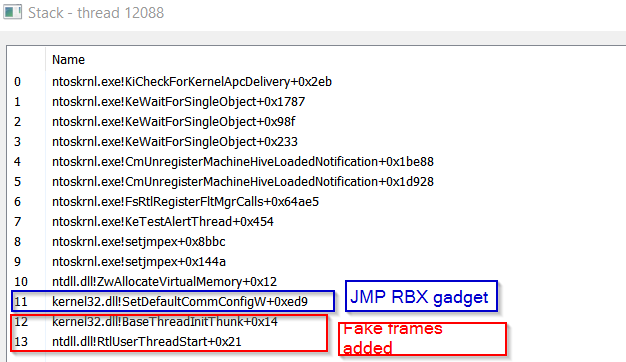 Stack - thread 12088
Name
0 ntoskrnl.exe!KiCheckForKernelApcDelivery+0x2eb
1 ntoskrnl.exe!KeWaitForSingleObject+0x1787
2 ntoskrnl.exe!KeWaitForSingleObject+0x98f
3 ntoskrnl.exe!KeWaitForSingleObject+0x233
4 ntoskrnl.exe!CmUnregisterMachineHiveLoadedNotification+0x1be88
5 ntoskrnl.exe!CmUnregisterMachineHiveLoadedNotification+0x1d928
6 ntoskrnl.exe!FsRtlRegisterFltMgrCalls+0x64ae5
7 ntoskrnl.exe!KeTestAlertThread+0x454
8 ntoskrnl.exe!setjmpex+0x8bbc
9 ntoskrnl.exe!setjmpex+0x144a
10 ntdll.dll!ZwAllocateVirtualMemory+0x12
11 kernel32.dll!SetDefaultCommConfigW+0xed9
JMP RBX gadget
12 kernel32.dll!BaseThreadInitThunk+0x14
13 ntdll.dll!RtlUserThreadStart+0x21
Fake frames
added